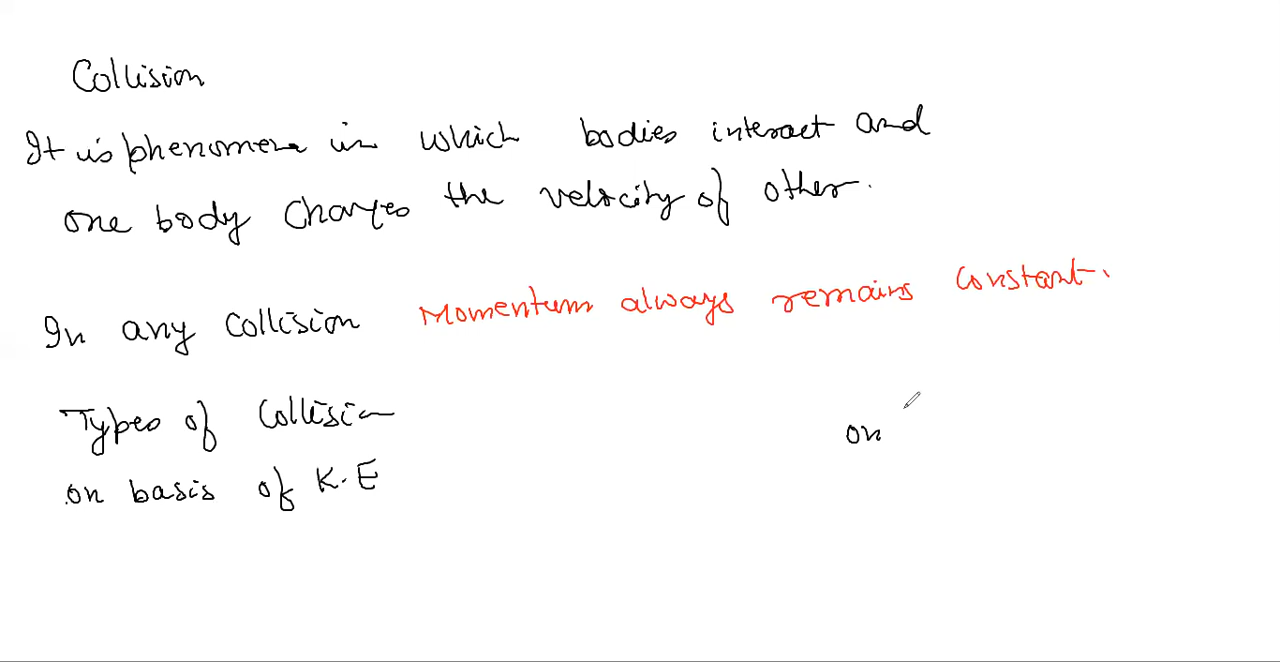 Collision
It is phenomena in which bodies interact and
one body changes the velocity of other.
In any collision Momentum always remains constant.
Types of Collision
on
on basis of K.E